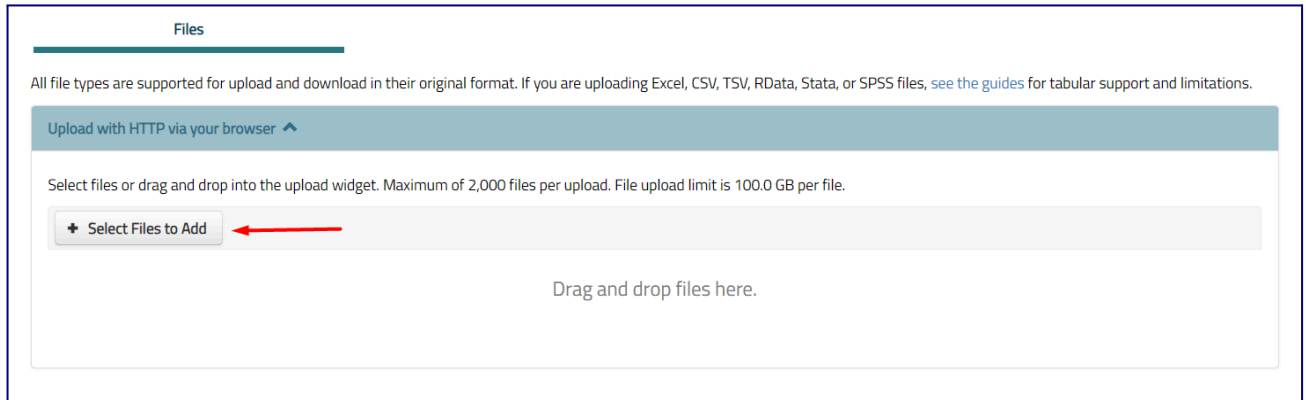 Files
All file types are supported for upload and download in their original format. If you are uploading Excel, CSV, TSV, RData, Stata, or SPSS files, see the guides for tabular support and limitations.
Upload with HTTP via your browser
Select files or drag and drop into the upload widget. Maximum of 2,000 files per upload. File upload limit is 100.0 GB per file.
+ Select Files to Add
Drag and drop files here.